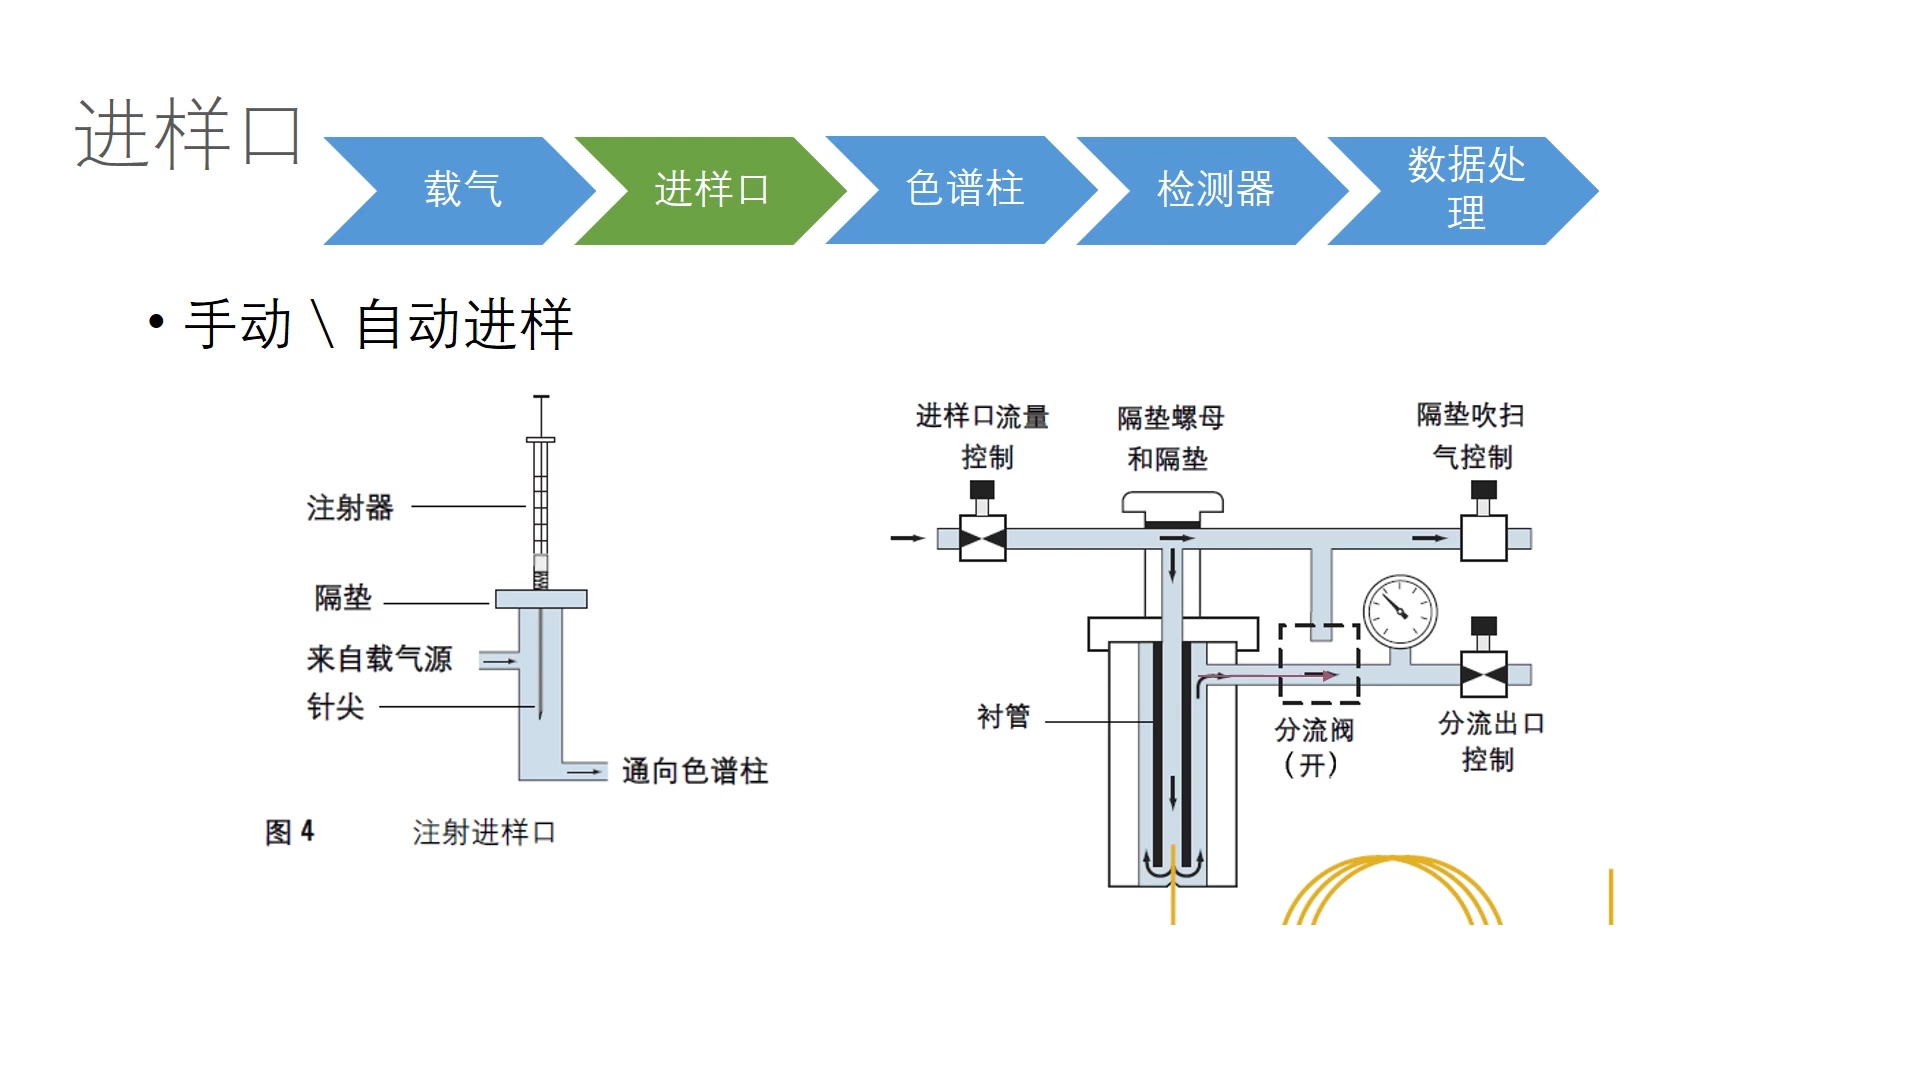 进样口
载气
进样口
色谱柱
检测器
数据处
理
• 手动 \ 自动进样
注射器
隔垫
来自载气源
针尖
通向色谱柱
图 4 注射进样口
进样口流量
控制
隔垫螺母
和隔垫
隔垫吹扫
气控制
衬管
分流阀
（开）
分流出口
控制